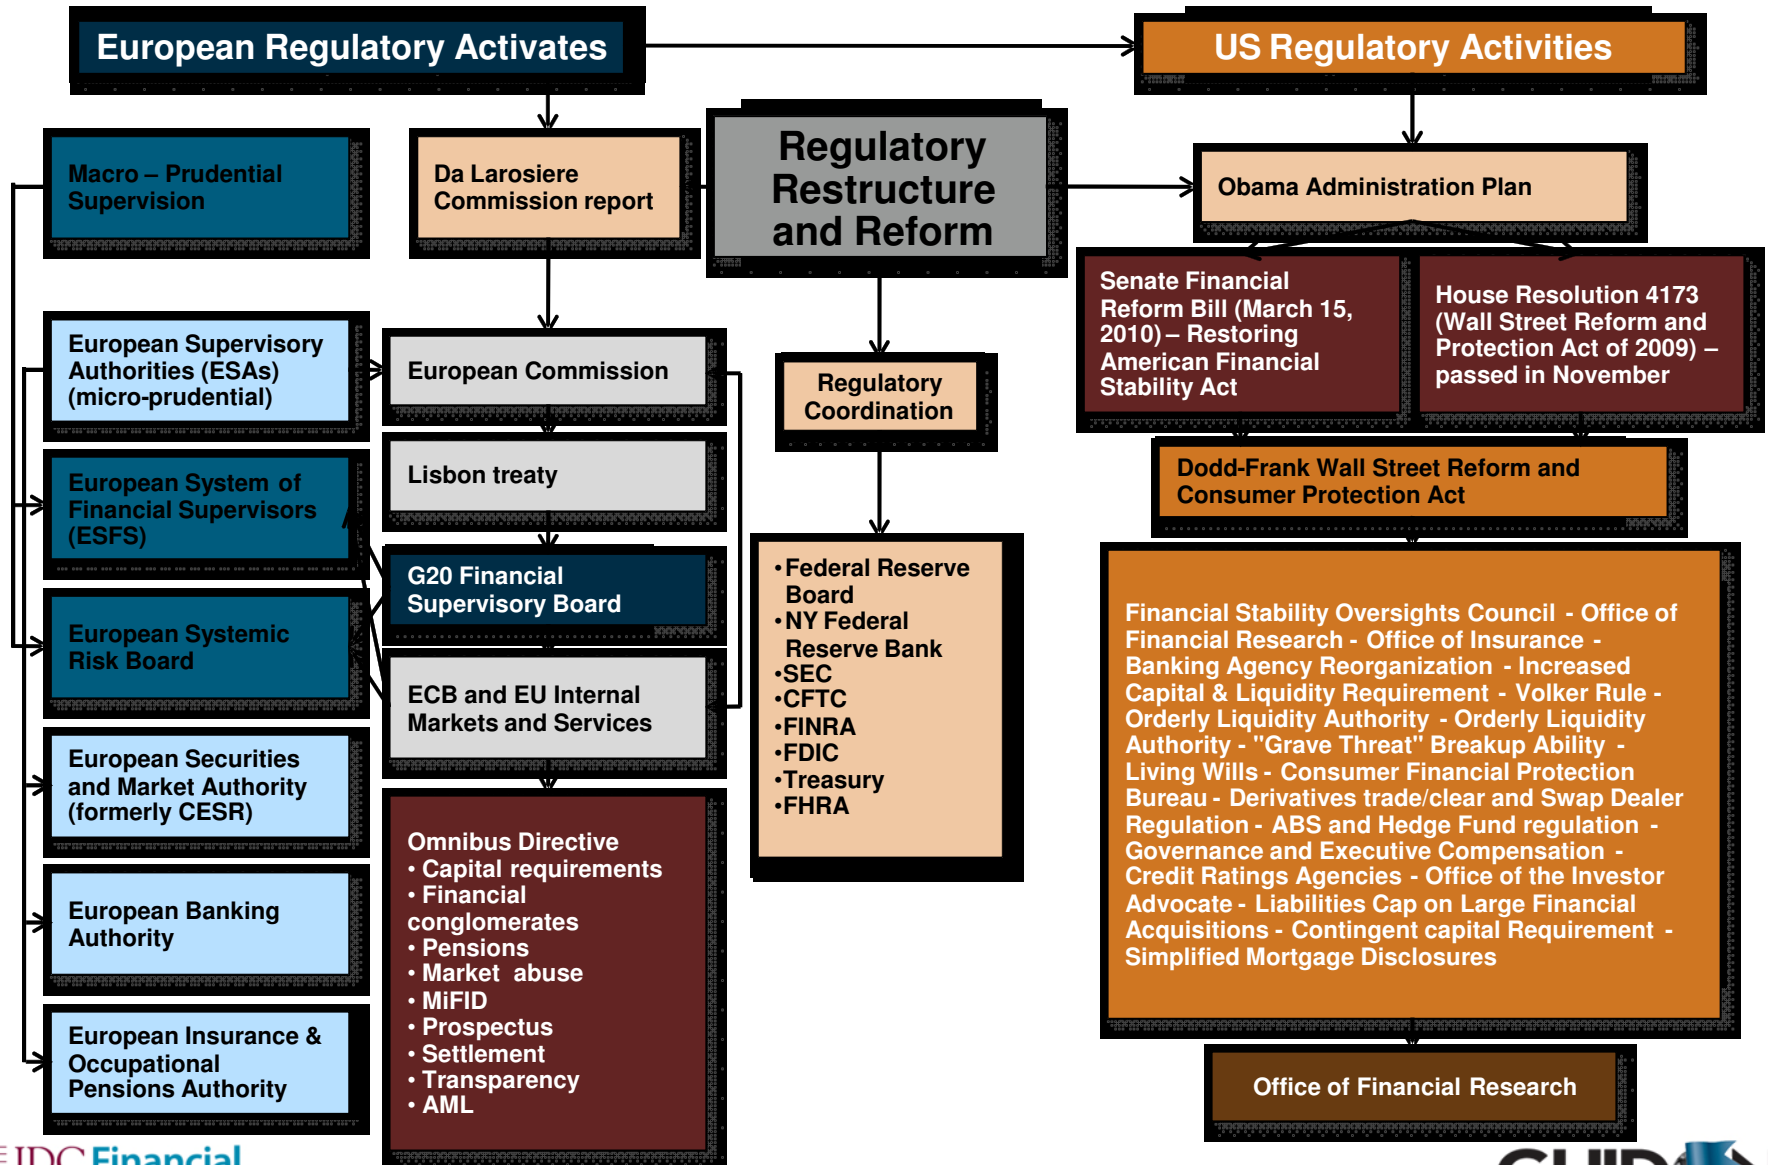 European Regulatory Activates
US Regulatory Activities
Macro – Prudential
Supervision
Da Larosiere
Commission report
Regulatory
Restructure
and Reform
Obama Administration Plan
European Supervisory
Authorities (ESAs)
(micro-prudential)
European Commission
Regulatory
Coordination
Senate Financial
Reform Bill (March 15,
2010) – Restoring
American Financial
Stability Act
House Resolution 4173
(Wall Street Reform and
Protection Act of 2009) –
passed in November
European System of
Financial Supervisors
(ESFS)
Lisbon treaty
Dodd-Frank Wall Street Reform and
Consumer Protection Act
G20 Financial
Supervisory Board
European Systemic
Risk Board
ECB and EU Internal
Markets and Services
• Federal Reserve
Board
• NY Federal
Reserve Bank
• SEC
• CFTC
• FINRA
• FDIC
• Treasury
• FHRA
Financial Stability Oversights Council - Office of
Financial Research - Office of Insurance -
Banking Agency Reorganization - Increased
Capital & Liquidity Requirement - Volker Rule -
Orderly Liquidity Authority - Orderly Liquidity
Authority - "Grave Threat" Breakup Ability -
Living Wills - Consumer Financial Protection
Bureau - Derivatives trade/clear and Swap Dealer
Regulation - ABS and Hedge Fund regulation -
Governance and Executive Compensation -
Credit Ratings Agencies - Office of the Investor
Advocate - Liabilities Cap on Large Financial
Acquisitions - Contingent capital Requirement -
Simplified Mortgage Disclosures
European Securities
and Market Authority
(formerly CESR)
Omnibus Directive
• Capital requirements
• Financial
conglomerates
• Pensions
• Market abuse
• MiFID
• Prospectus
• Settlement
• Transparency
• AML
European Banking
Authority
European Insurance &
Occupational
Pensions Authority
Office of Financial Research
IDC Financial